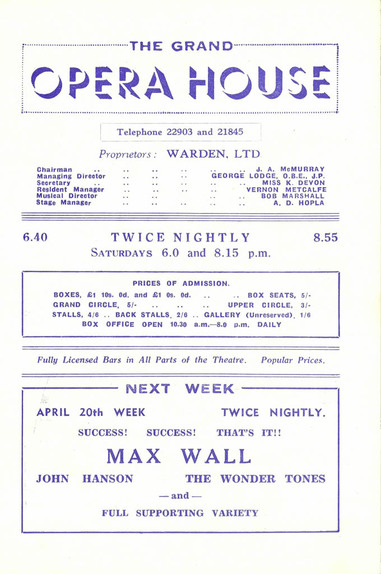 THE GRAND
OPERA HOUSE
Telephone 22903 and 21845
Proprietors: WARDEN, LTD
Chairman .. .. .. .. .. J. A. McMURRAY
Managing Director .. .. .. GEORGE LODGE, O.B.E., J.P.
Secretary .. .. .. .. .. MISS K. DEVON
Resident Manager .. .. .. .. VERNON METCALFE
Musical Director .. .. .. .. BOB MARSHALL
Stage Manager .. .. .. .. A. D. HOPLA
6.40 TWICE NIGHTLY 8.55
SATURDAYS 6.0 and 8.15 p.m.
PRICES OF ADMISSION.
BOXES, £1 10s. 0d. and £1 0s. 0d. .. .. BOX SEATS, 5/-
GRAND CIRCLE, 5/- .. .. .. UPPER CIRCLE, 3/-
STALLS, 4/6 .. BACK STALLS, 2/6 .. GALLERY (Unreserved), 1/6
BOX OFFICE OPEN 10.30 a.m.—8.0 p.m. DAILY
Fully Licensed Bars in All Parts of the Theatre. Popular Prices.
NEXT WEEK
APRIL 20th WEEK TWICE NIGHTLY.
SUCCESS! SUCCESS! THAT'S IT!!
MAX WALL
JOHN HANSON THE WONDER TONES
— and —
FULL SUPPORTING VARIETY